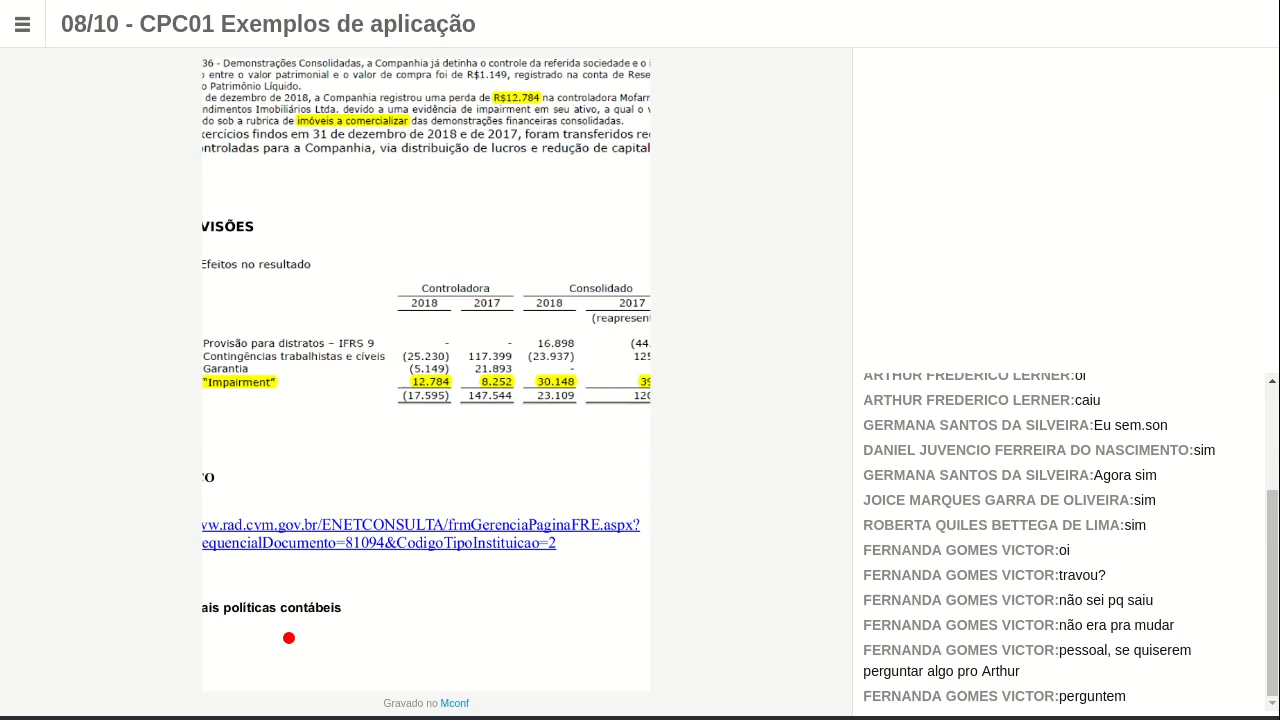 08/10 - CPC01 Exemplos de aplicação
36 - Demonstrações Consolidadas, a Companhia já detinha o controle da referida sociedade e o
entre o valor patrimonial e o valor de compra foi de R$1.149, registrado na conta de Rese
o Patrimônio Líquido.
de dezembro de 2018, a Companhia registrou uma perda de R$12.784 na controladora Mofarr
ndimentos Imobiliários Ltda. devido a uma evidência de impairment em seu ativo, a qual o v
do sob a rubrica de imóveis a comercializar das demonstrações financeiras consolidadas.
xercícios findos em 31 de dezembro de 2018 e de 2017, foram transferidos re
ontroladas para a Companhia, via distribuição de lucros e redução de capital
VISÕES
Efeitos no resultado
Controladora Consolidado
2018 2017 2018 2017
(reapresent
Provisão para distratos – IFRS 9 - - 16.898 (44.
Contingências trabalhistas e cíveis (25.230) 117.399 (23.937) 125
Garantia (5.149) 21.893 -
“Impairment” 12.784 8.252 30.148 39
(17.595) 147.544 23.109 120
CO
vw.rad.cvm.gov.br/ENETCONSULTA/frmGerenciaPaginaFRE.aspx?
equencialDocumento=81094&CodigoTipoInstituicao=2
ais políticas contábeis
Gravado no Mconf
ARTHUR FREDERICO LERNER:oi
ARTHUR FREDERICO LERNER:caiu
GERMANA SANTOS DA SILVEIRA:Eu sem.son
DANIEL JUVENCIO FERREIRA DO NASCIMENTO:sim
GERMANA SANTOS DA SILVEIRA:Agora sim
JOICE MARQUES GARRA DE OLIVEIRA:sim
ROBERTA QUILES BETTEGA DE LIMA:sim
FERNANDA GOMES VICTOR:oi
FERNANDA GOMES VICTOR:travou?
FERNANDA GOMES VICTOR:não sei pq saiu
FERNANDA GOMES VICTOR:não era pra mudar
FERNANDA GOMES VICTOR:pessoal, se quiserem
perguntar algo pro Arthur
FERNANDA GOMES VICTOR:perguntem